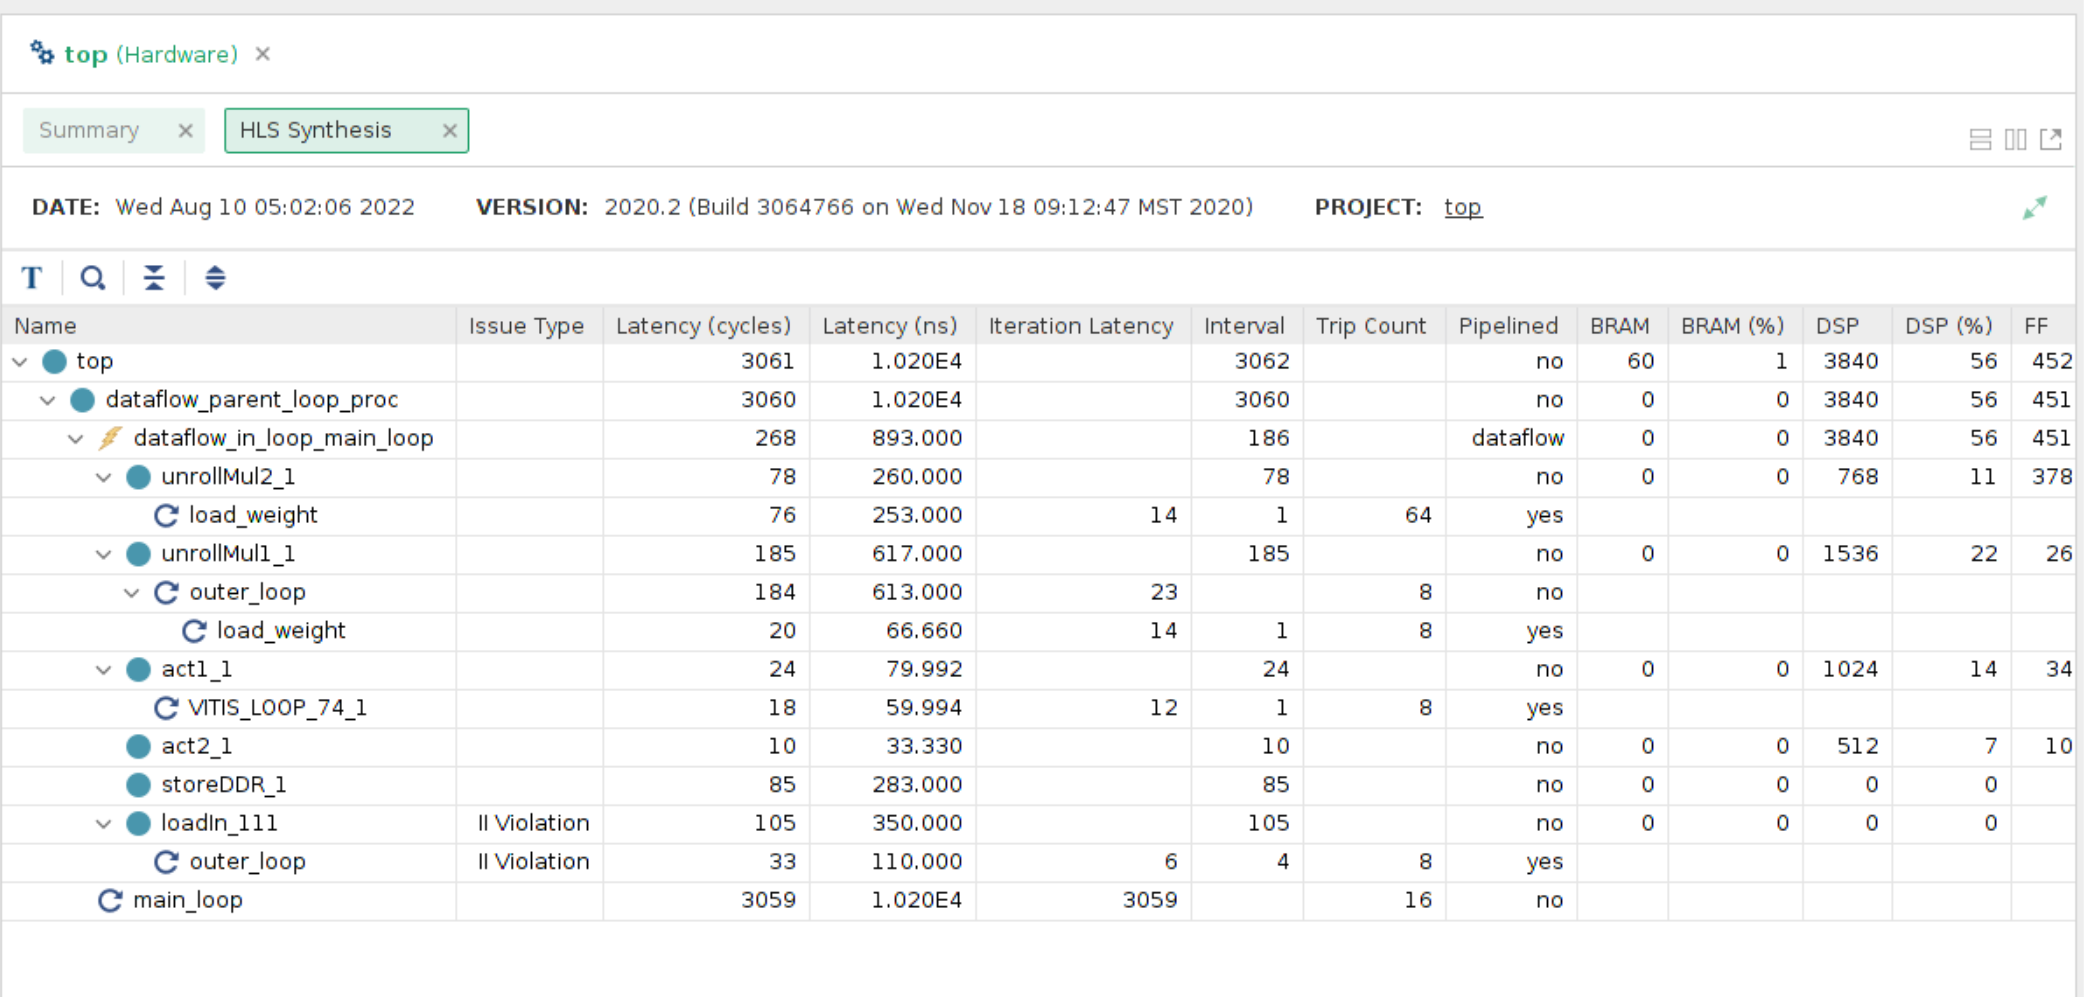 top (Hardware) ×
Summary × HLS Synthesis ×
DATE: Wed Aug 10 05:02:06 2022 VERSION: 2020.2 (Build 3064766 on Wed Nov 18 09:12:47 MST 2020) PROJECT: top
T
Name Issue Type Latency (cycles) Latency (ns) Iteration Latency Interval Trip Count Pipelined BRAM BRAM (%) DSP DSP (%) FF
top 3061 1.020E4 3062 no 60 1 3840 56 452
dataflow_parent_loop_proc 3060 1.020E4 3060 no 0 0 3840 56 451
dataflow_in_loop_main_loop 268 893.000 186 dataflow 0 0 3840 56 451
unrollMul2_1 78 260.000 78 no 0 0 768 11 378
load_weight 76 253.000 14 1 64 yes
unrollMul1_1 185 617.000 185 no 0 0 1536 22 26
outer_loop 184 613.000 23 8 no
load_weight 20 66.660 14 1 8 yes
act1_1 24 79.992 24 no 0 0 1024 14 34
VITIS_LOOP_74_1 18 59.994 12 1 8 yes
act2_1 10 33.330 10 no 0 0 512 7 10
storeDDR_1 85 283.000 85 no 0 0 0 0
loadIn_111 II Violation 105 350.000 105 no 0 0 0 0
outer_loop II Violation 33 110.000 6 4 8 yes
main_loop 3059 1.020E4 3059 16 no